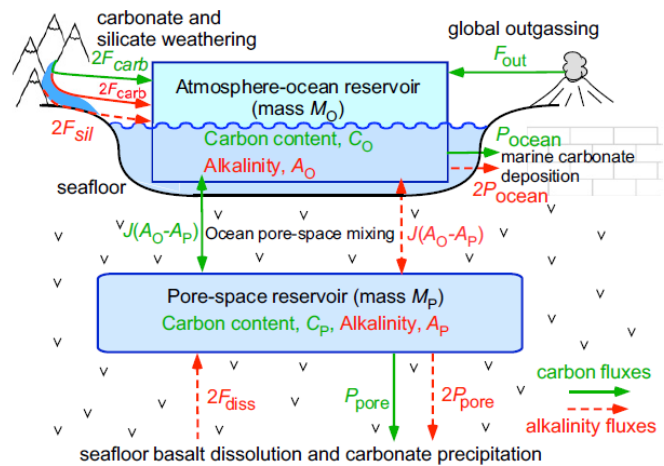 carbonate and
silicate weathering
global outgassing
2F_carb
F_out
2F_carb
2F_sil
Atmosphere-ocean reservoir
(mass M_O)
Carbon content, C_O
Alkalinity, A_O
P_ocean
marine carbonate
deposition
2P_ocean
seafloor
J(A_O-A_P)
Ocean pore-space mixing
J(A_O-A_P)
Pore-space reservoir (mass M_P)
Carbon content, C_P, Alkalinity, A_P
2F_diss
P_pore
2P_pore
carbon fluxes
alkalinity fluxes
seafloor basalt dissolution and carbonate precipitation